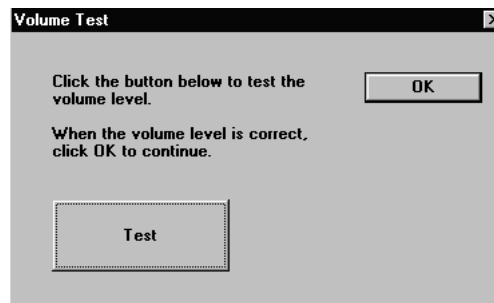 Volume Test
Click the button below to test the
volume level.
OK
When the volume level is correct,
click OK to continue.
Test